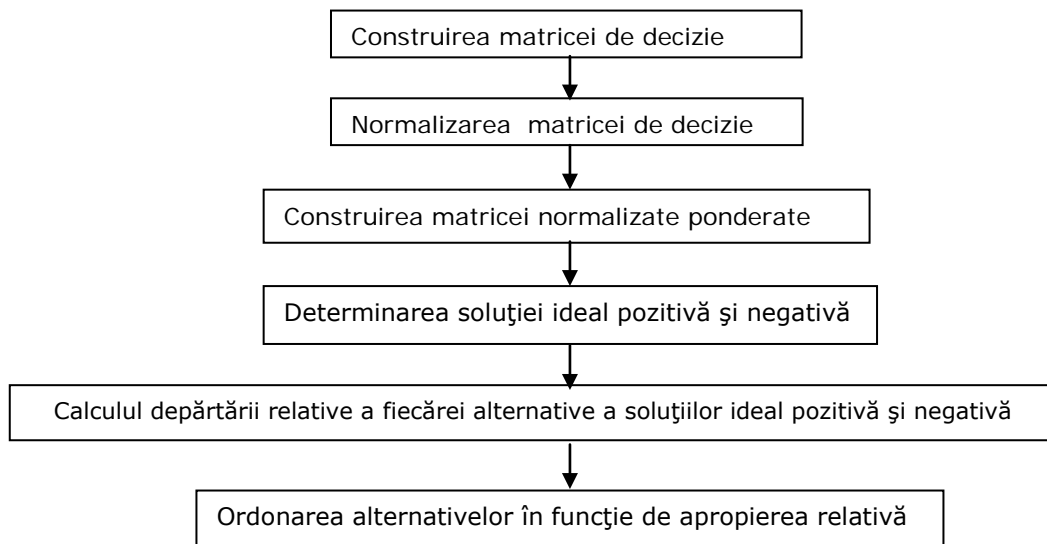 Construirea matricei de decizie
Normalizarea matricei de decizie
Construirea matricei normalizate ponderate
Determinarea soluţiei ideal pozitivă şi negativă
Calculul depărtării relative a fiecărei alternative a soluţiilor ideal pozitivă şi negativă
Ordonarea alternativelor în funcţie de apropierea relativă